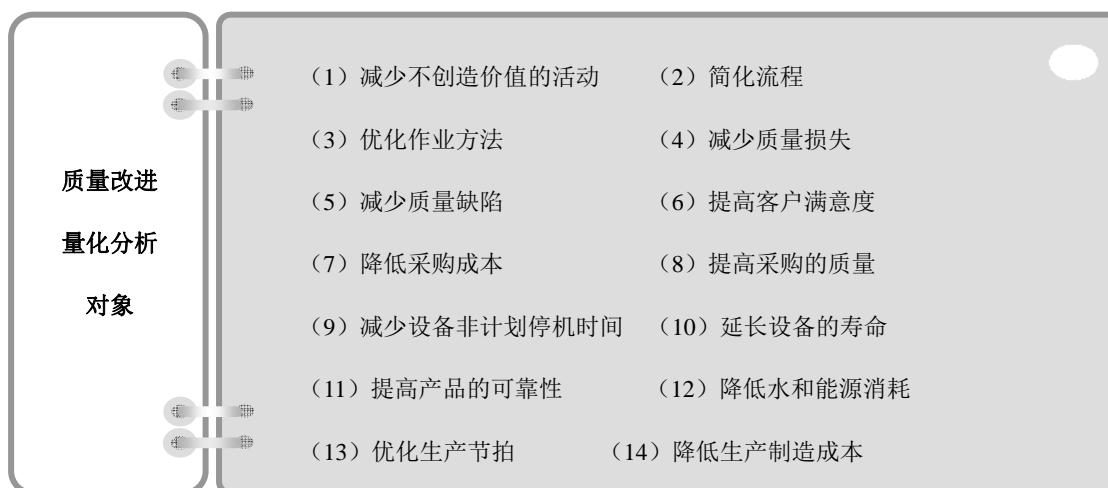 质量改进
量化分析
对象
（1）减少不创造价值的活动 （2）简化流程
（3）优化作业方法 （4）减少质量损失
（5）减少质量缺陷 （6）提高客户满意度
（7）降低采购成本 （8）提高采购的质量
（9）减少设备非计划停机时间 （10）延长设备的寿命
（11）提高产品的可靠性 （12）降低水和能源消耗
（13）优化生产节拍 （14）降低生产制造成本